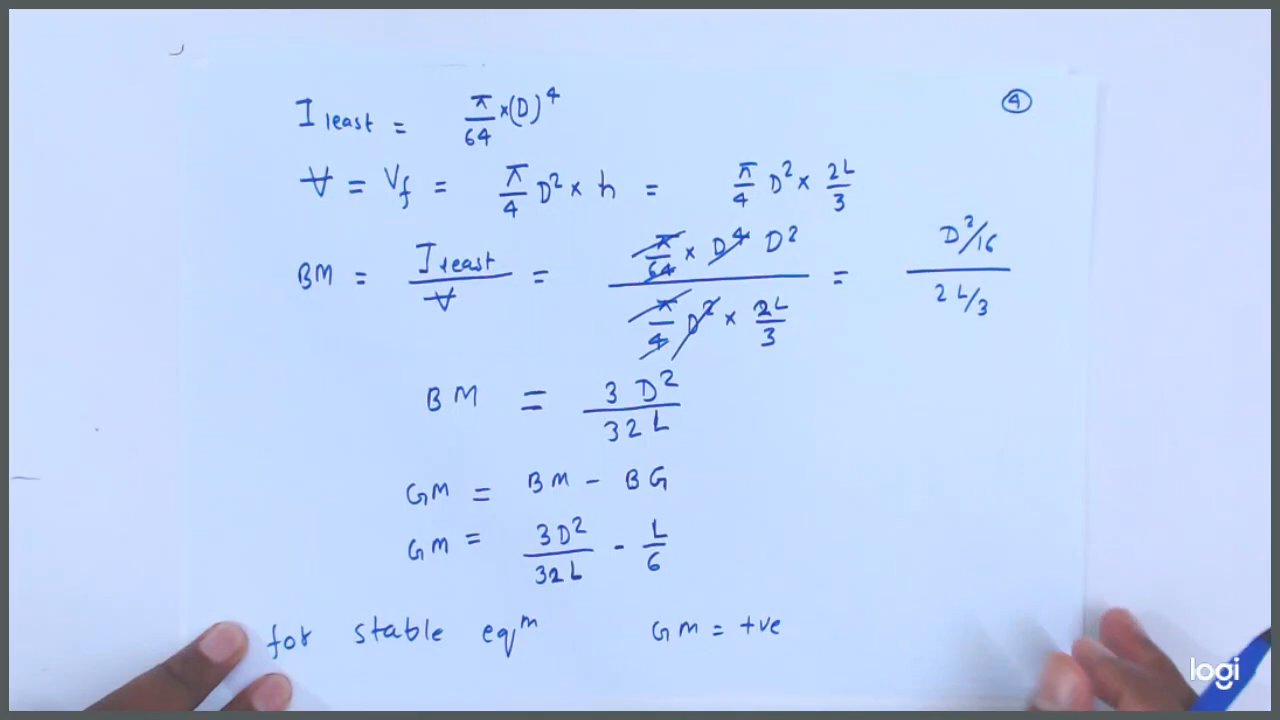 I least = π/64 × (D)^4
④
V = Vf = π/4 D² × h = π/4 D² × 2L/3
BM = I least / V = π/64 × D⁴ D² / π/4 D² × 2L/3 = D²/16 / 2L/3
BM = 3D² / 32L
GM = BM - BG
GM = 3D²/32L - L/6
for stable eqm GM = +ve
logi